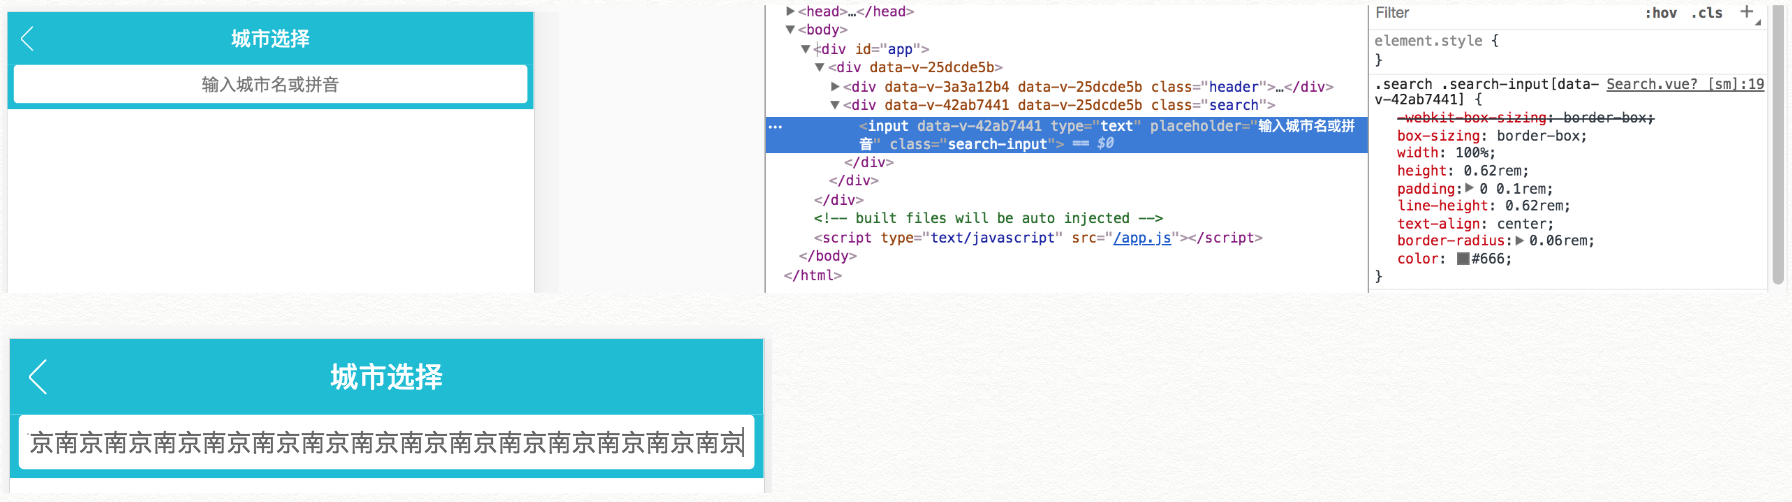 城市选择
输入城市名或拼音
<head>…</head>
<body>
<div id="app">
<div data-v-25dcde5b>
<div data-v-3a3a12b4 data-v-25dcde5b class="header">…</div>
<div data-v-42ab7441 data-v-25dcde5b class="search">
<input data-v-42ab7441 type="text" placeholder="输入城市名或拼
音" class="search-input"> == $0
</div>
</div>
</div>
<!-- built files will be auto injected -->
<script type="text/javascript" src="/app.js"></script>
</body>
</html>
Filter :hov .cls +
element.style {
}
.search .search-input[data- Search.vue? [sm]:19
v-42ab7441] {
-webkit-box-sizing: border-box;
box-sizing: border-box;
width: 100%;
height: 0.62rem;
padding: 0 0.1rem;
line-height: 0.62rem;
text-align: center;
border-radius: 0.06rem;
color: #666;
}
城市选择
京南京南京南京南京南京南京南京南京南京南京南京南京南京南京